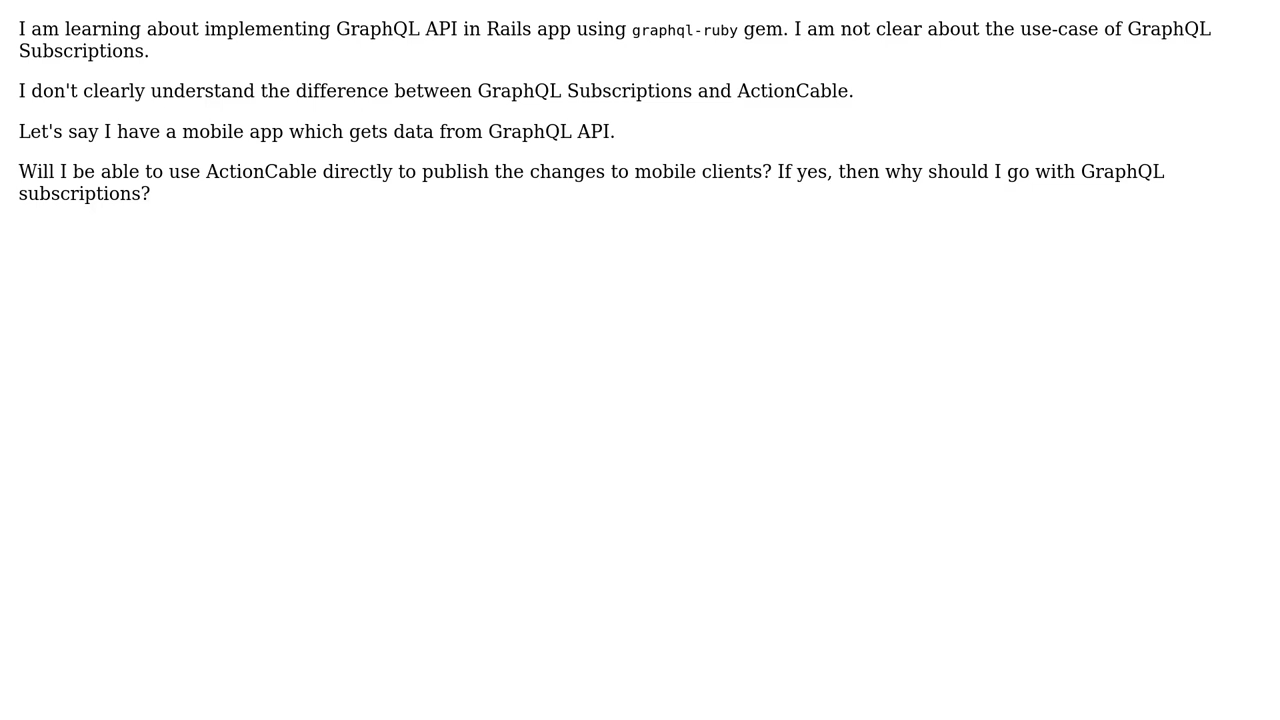 I am learning about implementing GraphQL API in Rails app using graphql-ruby gem. I am not clear about the use-case of GraphQL
Subscriptions.
I don't clearly understand the difference between GraphQL Subscriptions and ActionCable.
Let's say I have a mobile app which gets data from GraphQL API.
Will I be able to use ActionCable directly to publish the changes to mobile clients? If yes, then why should I go with GraphQL
subscriptions?